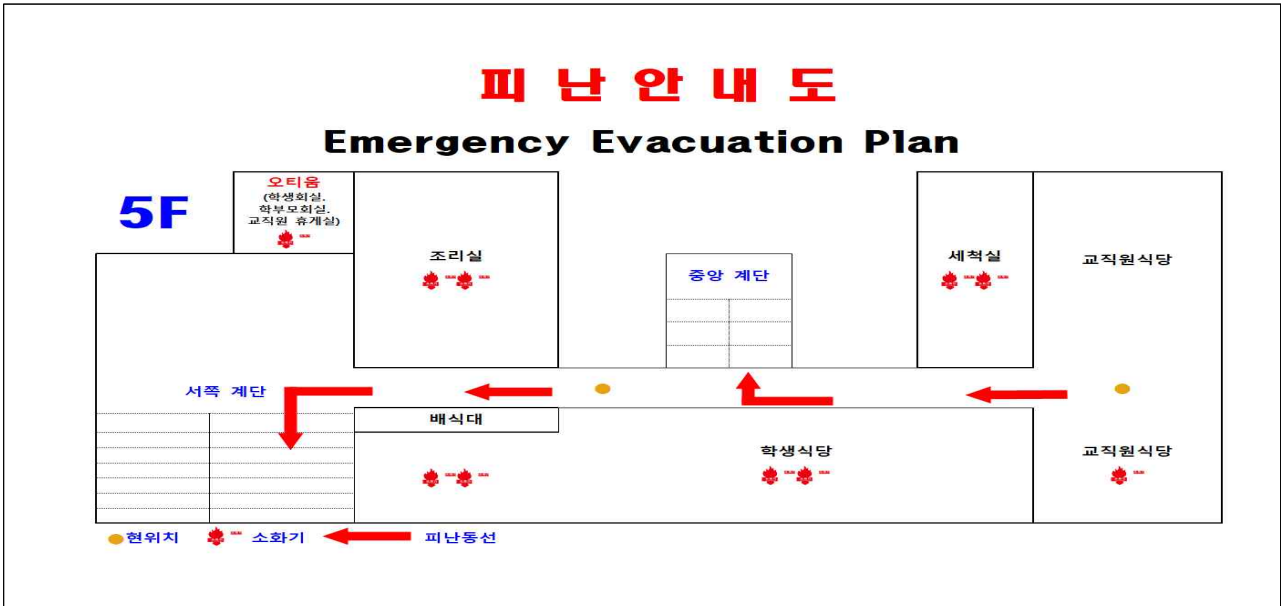 피난안내도
Emergency Evacuation Plan
5F
오티움
(학생회실.
학부모회실.
교직원 휴게실)
조리실
중앙 계단
세척실
교직원식당
서쪽 계단
배식대
학생식당
교직원식당
현위치
소화기
피난동선